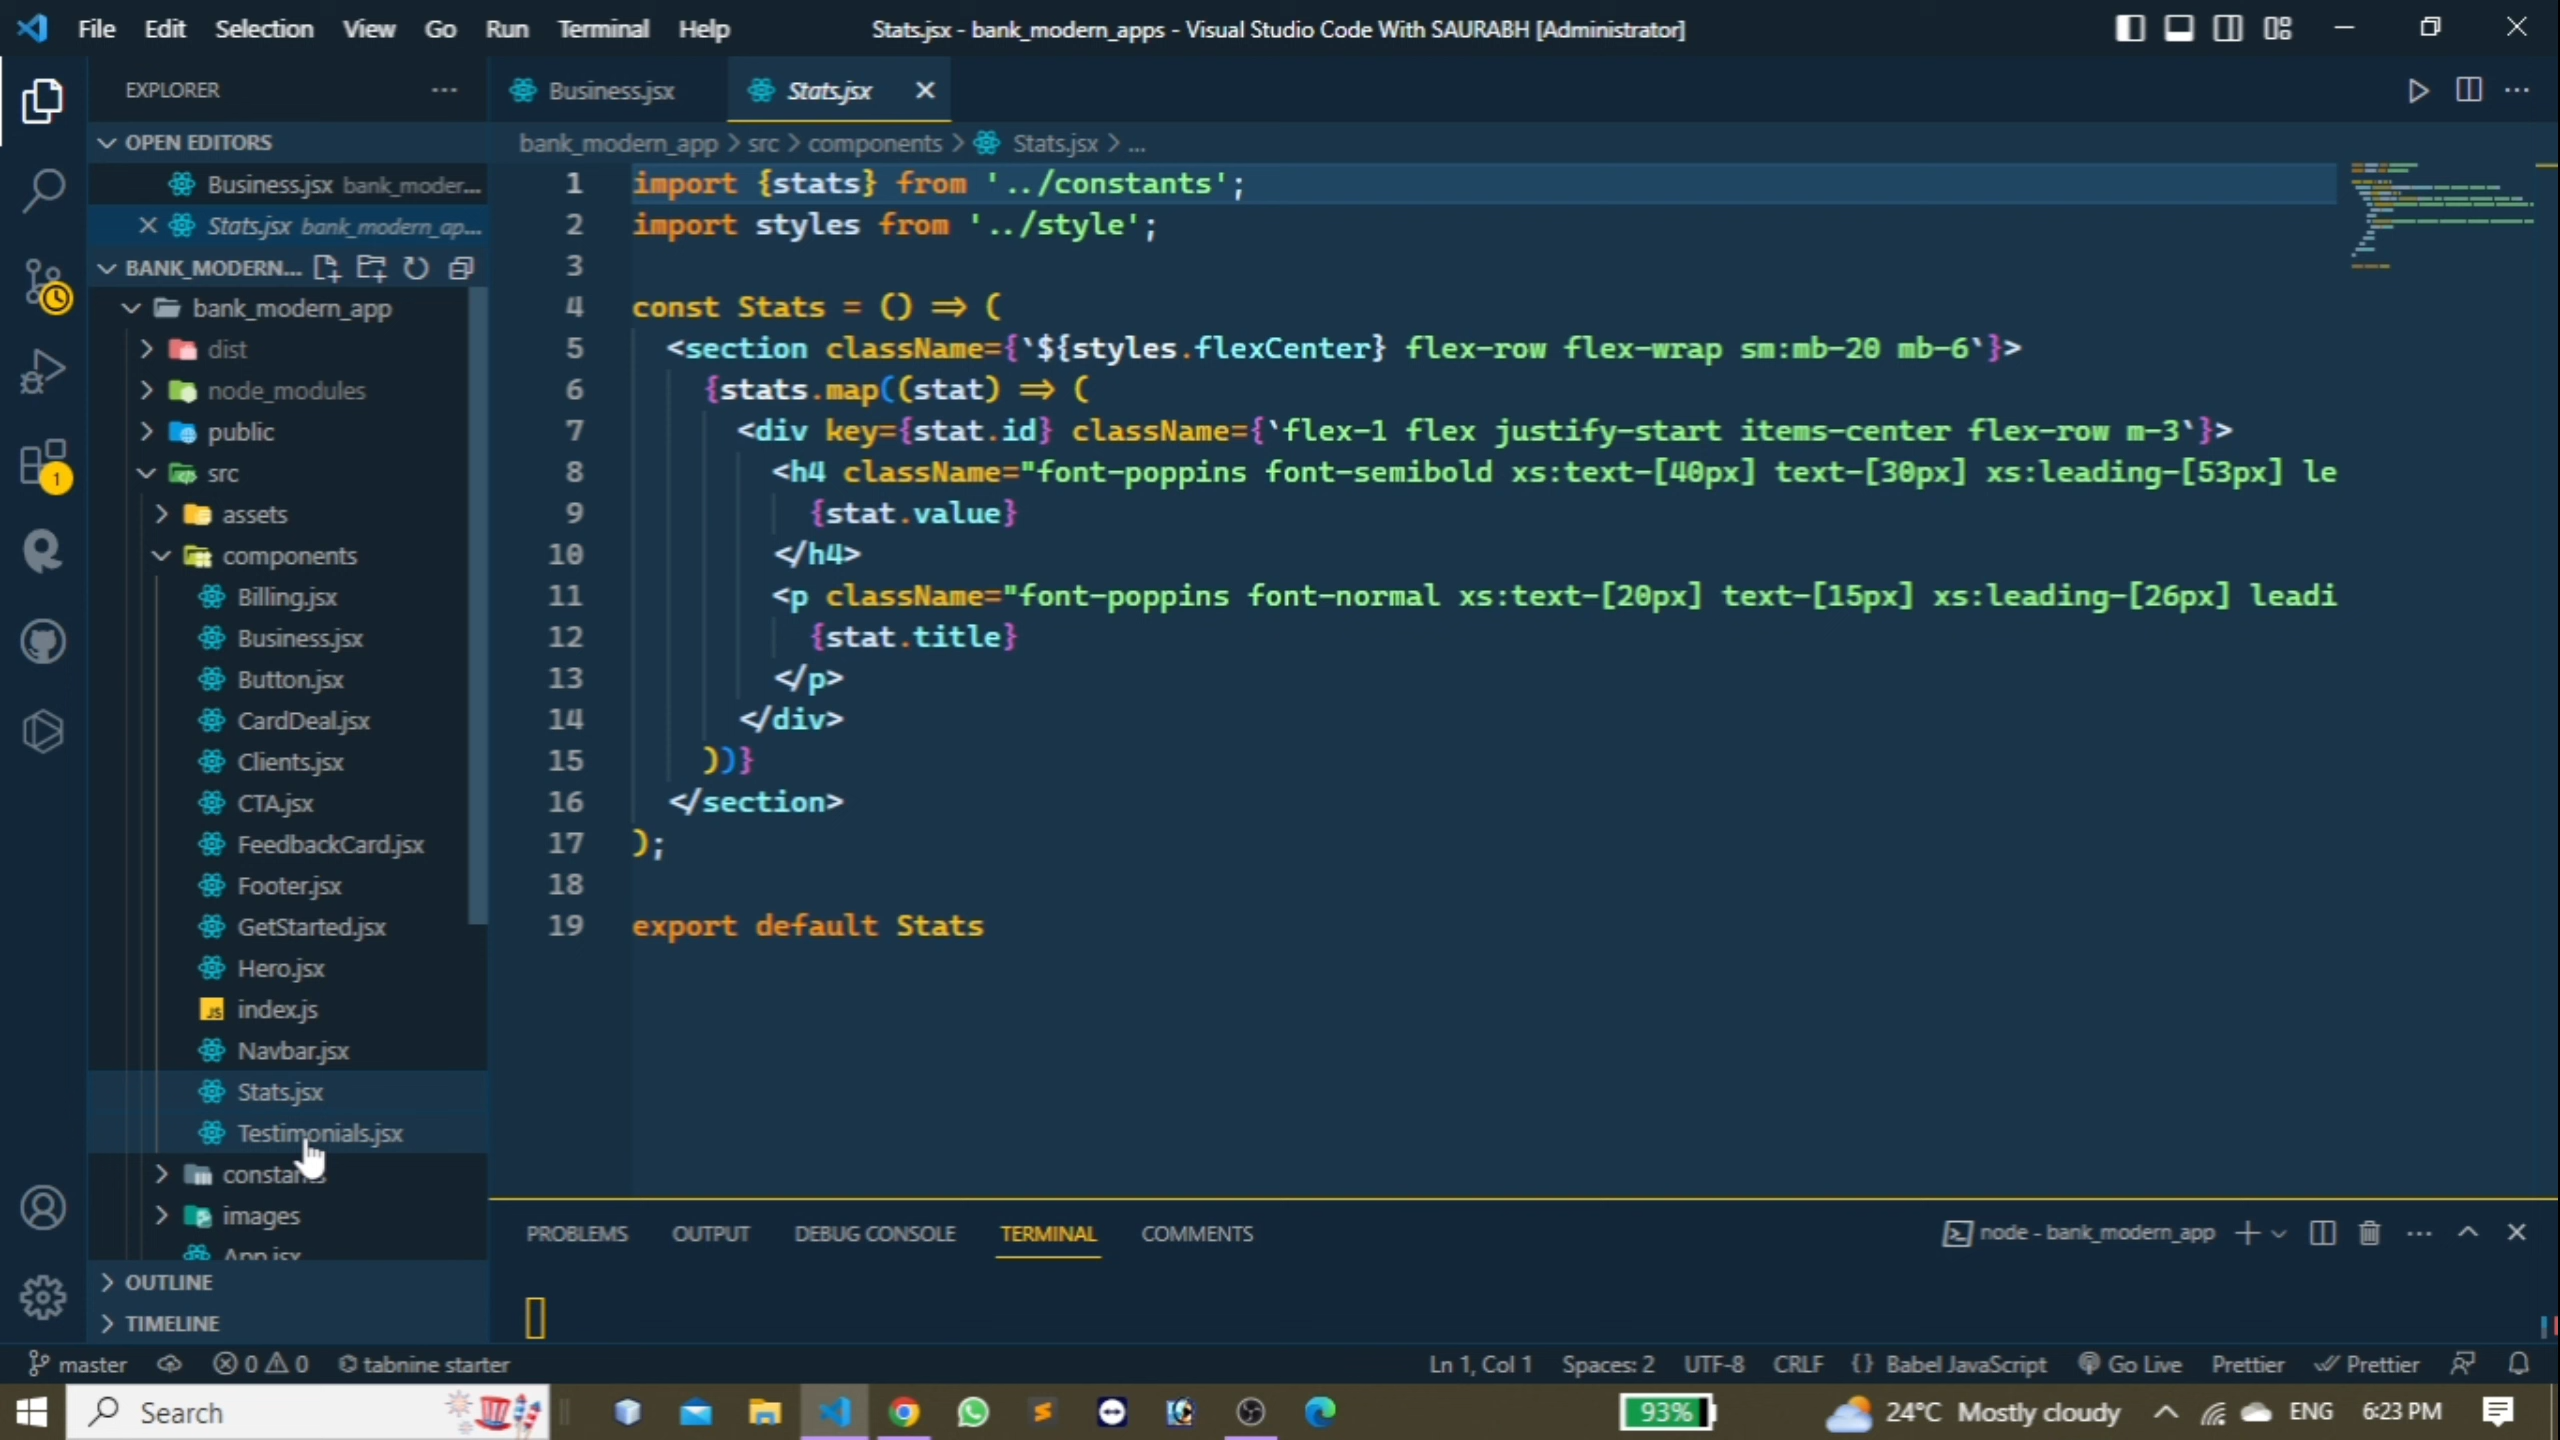 File Edit Selection View Go Run Terminal Help Stats.jsx - bank_modern_apps - Visual Studio Code With SAURABH [Administrator]
EXPLORER
Business.jsx Stats.jsx
OPEN EDITORS
Business.jsx bank_moder...
Stats.jsx bank_modern_ap...
BANK_MODERN...
bank_modern_app
dist
node_modules
public
src
assets
components
Billing.jsx
Business.jsx
Button.jsx
CardDeal.jsx
Clients.jsx
CTA.jsx
FeedbackCard.jsx
Footer.jsx
GetStarted.jsx
Hero.jsx
JS index.js
Navbar.jsx
Stats.jsx
Testimonials.jsx
images
App.jsx
OUTLINE
TIMELINE
1
bank_modern_app > src > components > Stats.jsx > ...
1 import {stats} from '../constants';
2 import styles from '../style';
3
4 const Stats = () => (
5 <section className={`${styles.flexCenter} flex-row flex-wrap sm:mb-20 mb-6`}>
6 {stats.map((stat) => (
7 <div key={stat.id} className={`flex-1 flex justify-start items-center flex-row m-3`}>
8 <h4 className="font-poppins font-semibold xs:text-[40px] text-[30px] xs:leading-[53px] le
9 {stat.value}
10 </h4>
11 <p className="font-poppins font-normal xs:text-[20px] text-[15px] xs:leading-[26px] leadi
12 {stat.title}
13 </p>
14 </div>
15 ))}
16 </section>
17 );
18
19 export default Stats
PROBLEMS OUTPUT DEBUG CONSOLE TERMINAL COMMENTS node - bank_modern_app
master 0 0 tabnine starter Ln 1, Col 1 Spaces: 2 UTF-8 CRLF {} Babel JavaScript Go Live Prettier Prettier
Search 93% 24°C Mostly cloudy ENG 6:23 PM